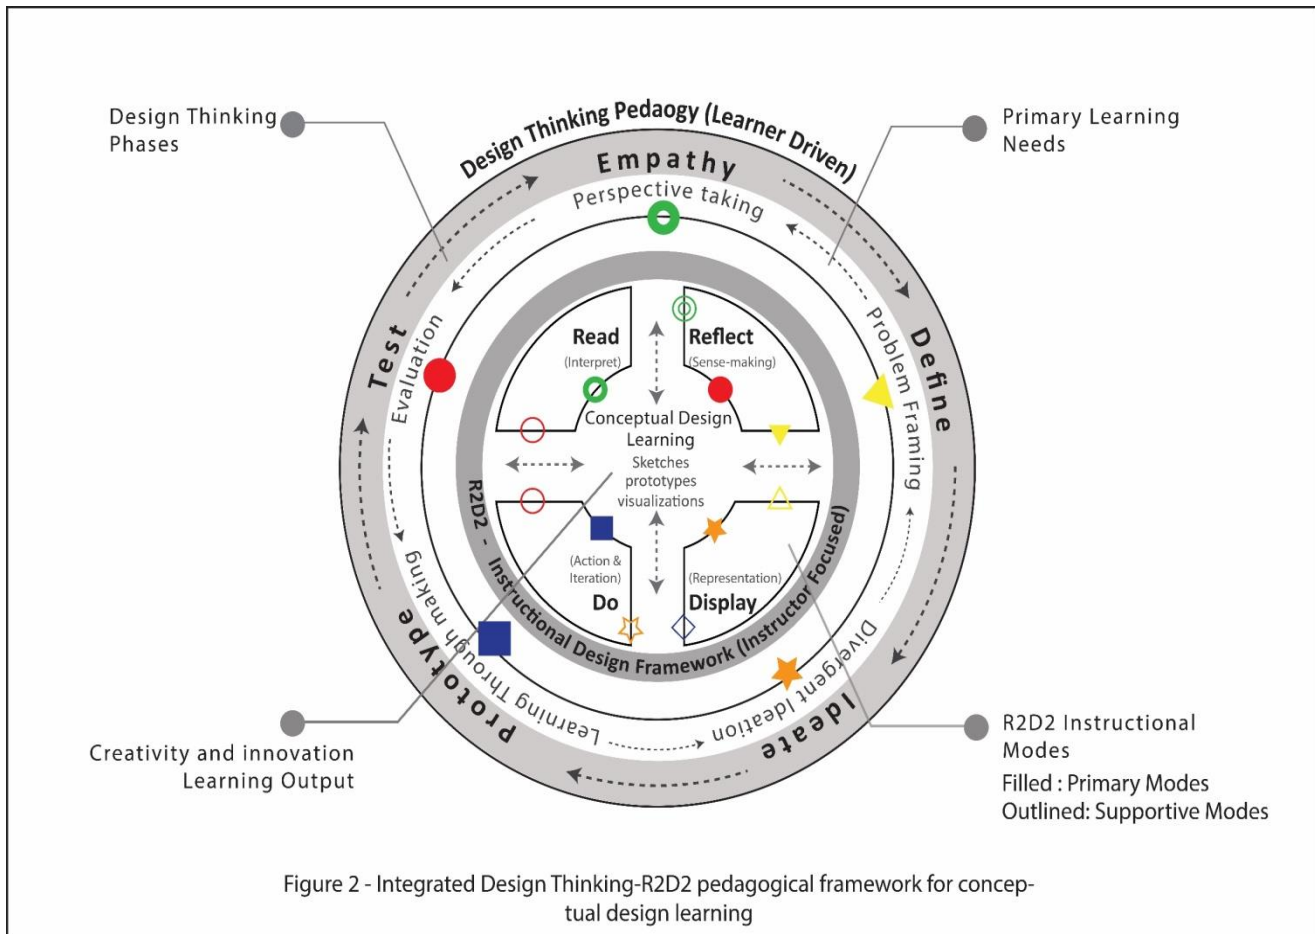 Design Thinking
Phases
Design Thinking Pedaogy (Learner Driven)
Primary Learning
Needs
Empathy
Perspective taking
Define
Problem Framing
Ideate
Divergent Ideation
Prototype
Learning Through making
Test
Evaluation
Read
(Interpret)
Reflect
(Sense-making)
Conceptual Design
Learning
Sketches
prototypes
visualizations
(Action &
Iteration)
Do
(Representation)
Display
R2D2 - Instructional Design Framework (Instructor Focused)
Creativity and innovation
Learning Output
R2D2 Instructional
Modes
Filled : Primary Modes
Outlined: Supportive Modes
Figure 2 - Integrated Design Thinking-R2D2 pedagogical framework for concep-
tual design learning